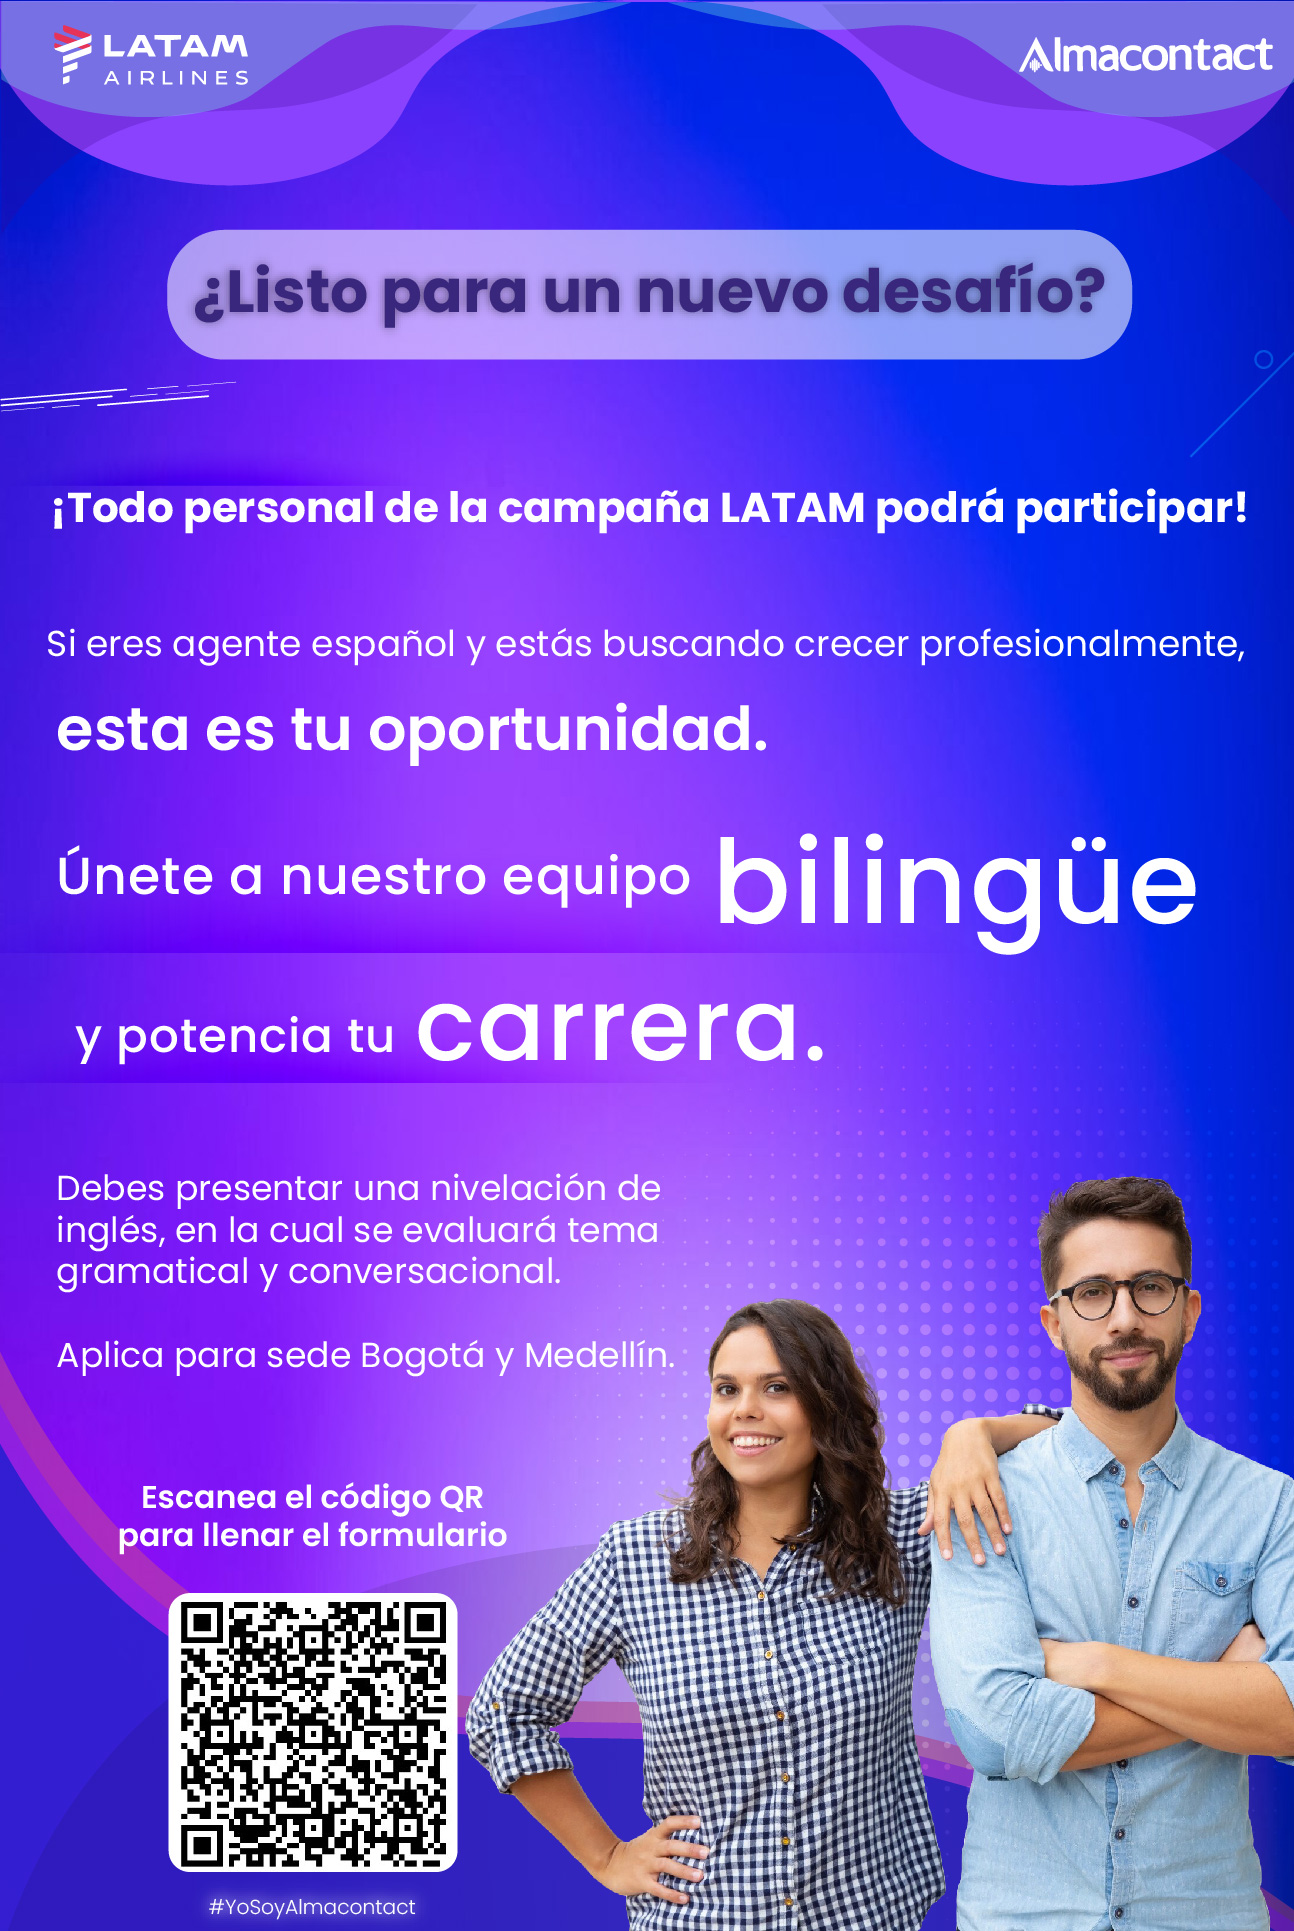 LATAM
AIRLINES
Almacontact
¿Listo para un nuevo desafío?
¡Todo personal de la campaña LATAM podrá participar!
Si eres agente español y estás buscando crecer profesionalmente,
esta es tu oportunidad.
Únete a nuestro equipo bilingüe
y potencia tu carrera.
Debes presentar una nivelación de
inglés, en la cual se evaluará tema
gramatical y conversacional.
Aplica para sede Bogotá y Medellín.
Escanea el código QR
para llenar el formulario
#YoSoyAlmacontact